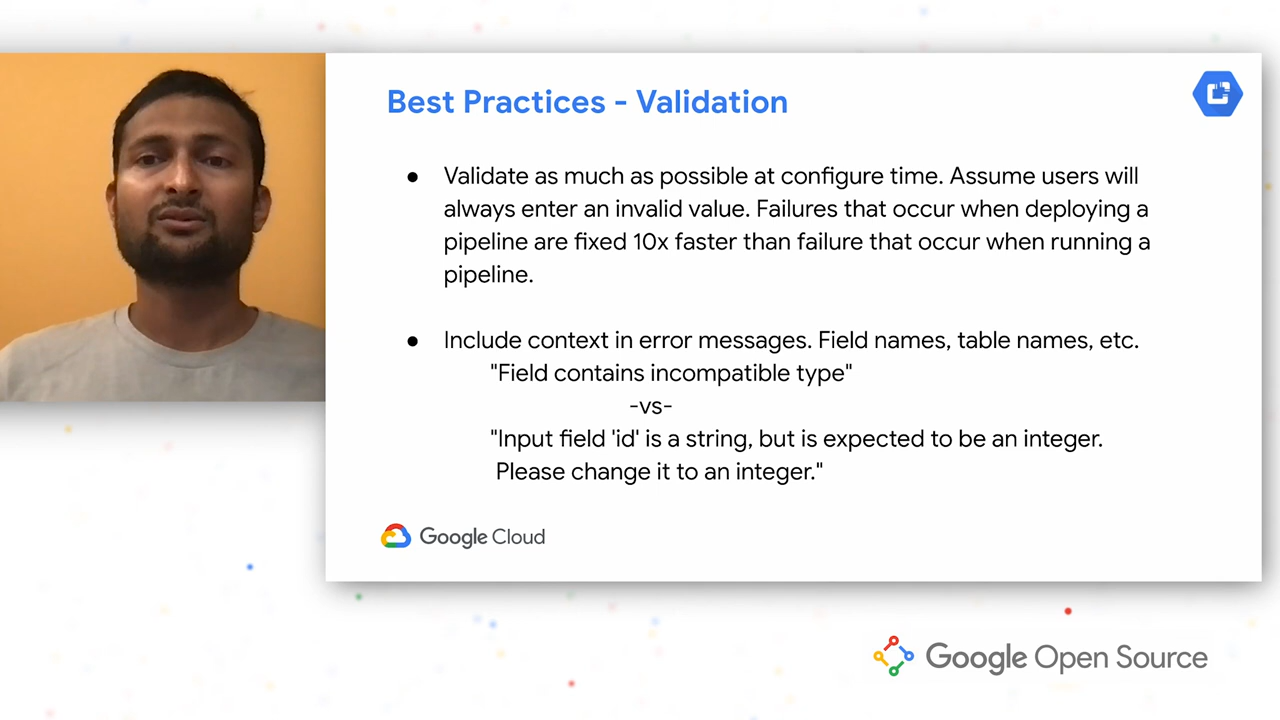 Best Practices - Validation
● Validate as much as possible at configure time. Assume users will
always enter an invalid value. Failures that occur when deploying a
pipeline are fixed 10x faster than failure that occur when running a
pipeline.
● Include context in error messages. Field names, table names, etc.
"Field contains incompatible type"
-vs-
"Input field 'id' is a string, but is expected to be an integer.
Please change it to an integer."
Google Cloud
Google Open Source